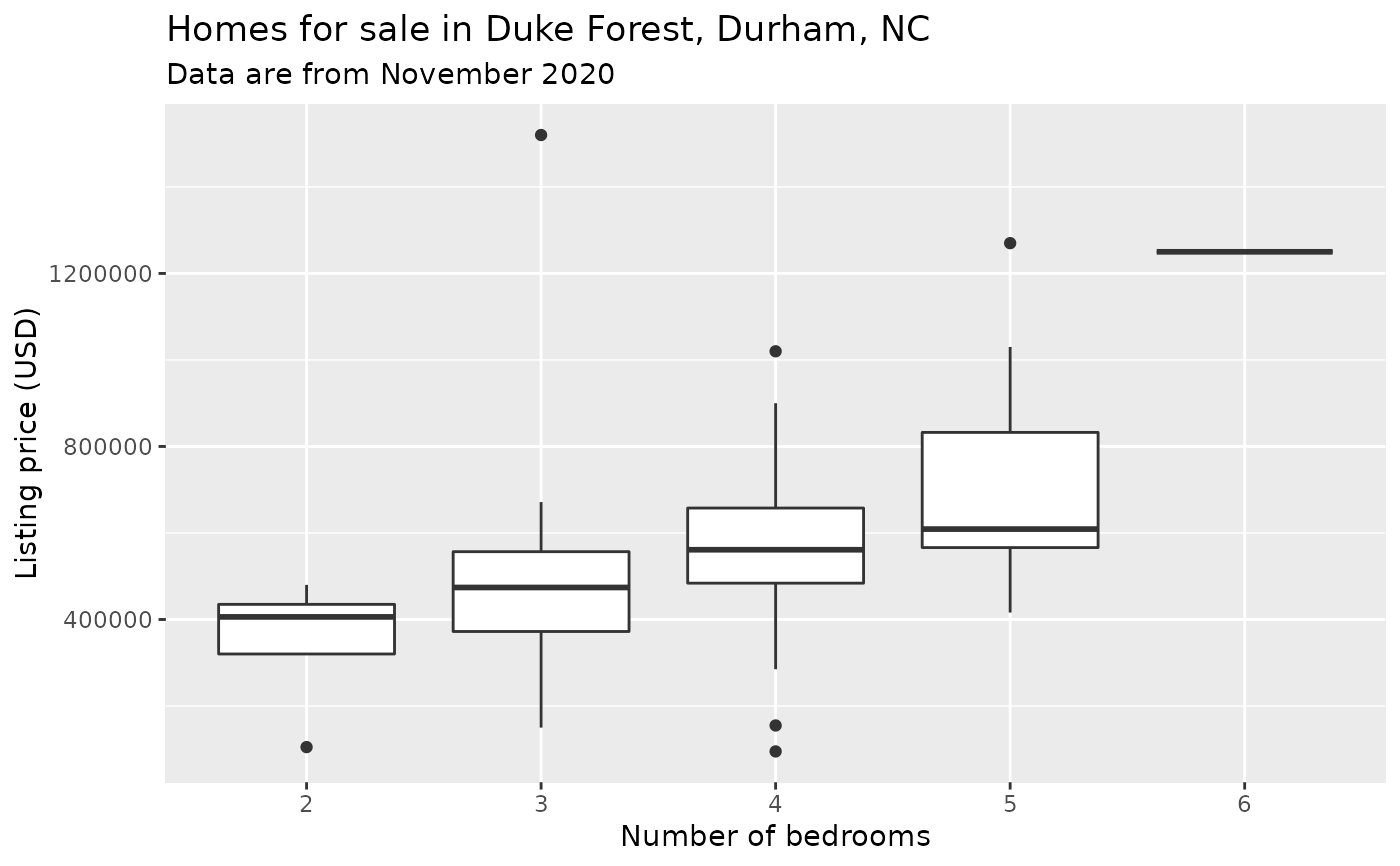 Homes for sale in Duke Forest, Durham, NC
Data are from November 2020
Listing price (USD)
1200000
800000
400000
2 3 4 5 6
Number of bedrooms